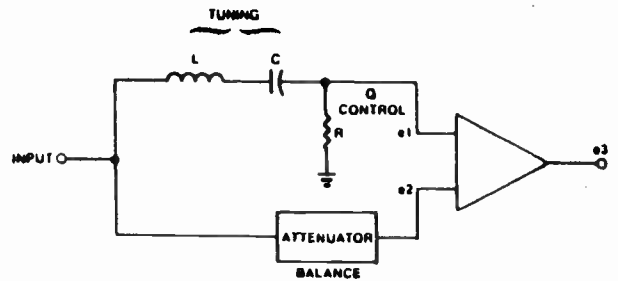 TUNING
L
C
Q
CONTROL
R
e1
INPUT
e3
e2
ATTENUATOR
BALANCE